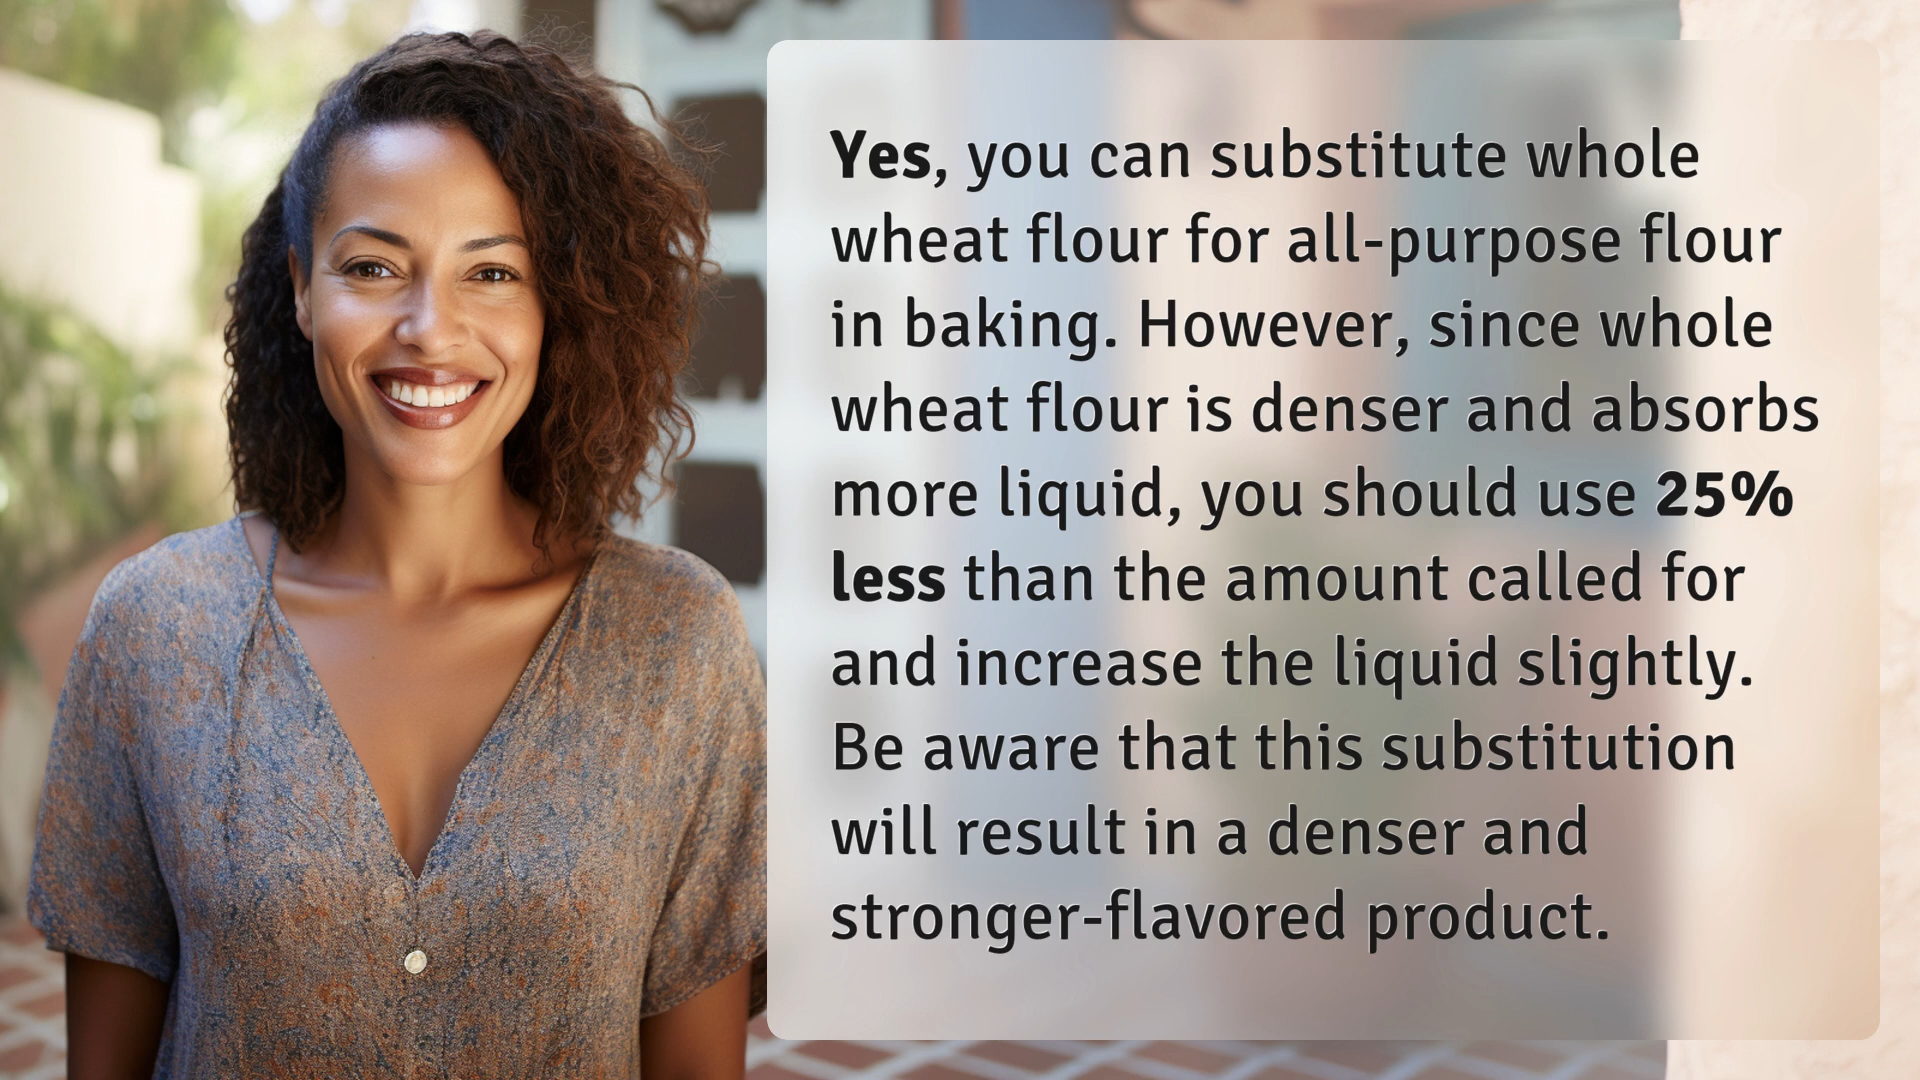 Yes, you can substitute whole
wheat flour for all-purpose flour
in baking. However, since whole
wheat flour is denser and absorbs
more liquid, you should use 25%
less than the amount called for
and increase the liquid slightly.
Be aware that this substitution
will result in a denser and
stronger-flavored product.